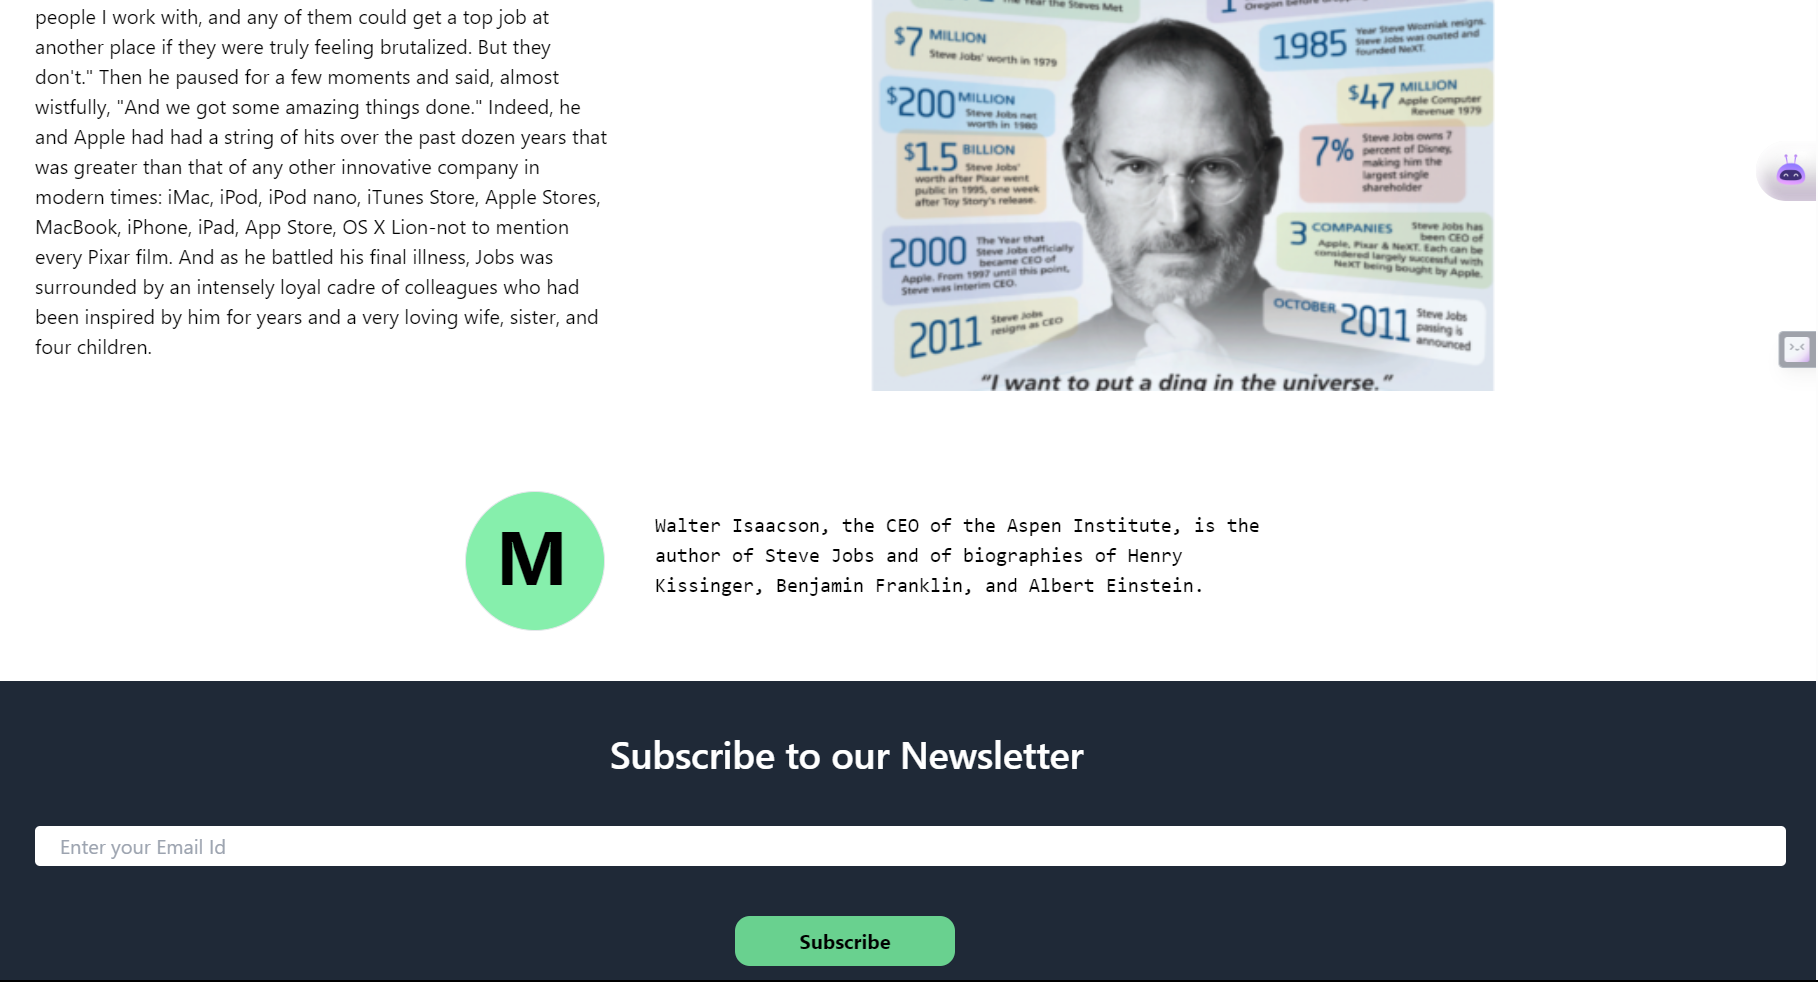 people I work with, and any of them could get a top job at
another place if they were truly feeling brutalized. But they
don't." Then he paused for a few moments and said, almost
wistfully, "And we got some amazing things done." Indeed, he
and Apple had had a string of hits over the past dozen years that
was greater than that of any other innovative company in
modern times: iMac, iPod, iPod nano, iTunes Store, Apple Stores,
MacBook, iPhone, iPad, App Store, OS X Lion-not to mention
every Pixar film. And as he battled his final illness, Jobs was
surrounded by an intensely loyal cadre of colleagues who had
been inspired by him for years and a very loving wife, sister, and
four children.
The Year the Steves Met
$7 MILLION
Steve Jobs' worth in 1979
$200 MILLION
Steve Jobs net
worth in 1980
$1.5 BILLION
Steve Jobs'
worth after Pixar went
public in 1995, one week
after Toy Story's release.
2000 The Year that
Steve Jobs officially
became CEO of
Apple. From 1997 until this point,
Steve was interim CEO.
2011 Steve Jobs
resigns as CEO
1
Oregon before
1985 Year Steve Wozniak resigns.
Steve Jobs was ousted and
founded NeXT.
$47 MILLION
Apple Computer
Revenue 1979
7% Steve Jobs owns 7
percent of Disney,
making him the
largest single
shareholder
3 COMPANIES Steve Jobs has
been CEO of
Apple, Pixar & NeXT. Each can be
considered largely successful with
NeXT being bought by Apple.
OCTOBER 2011 Steve Jobs
passing is
announced
"I want to put a ding in the universe."
M
Walter Isaacson, the CEO of the Aspen Institute, is the
author of Steve Jobs and of biographies of Henry
Kissinger, Benjamin Franklin, and Albert Einstein.
Subscribe to our Newsletter
Enter your Email Id
Subscribe